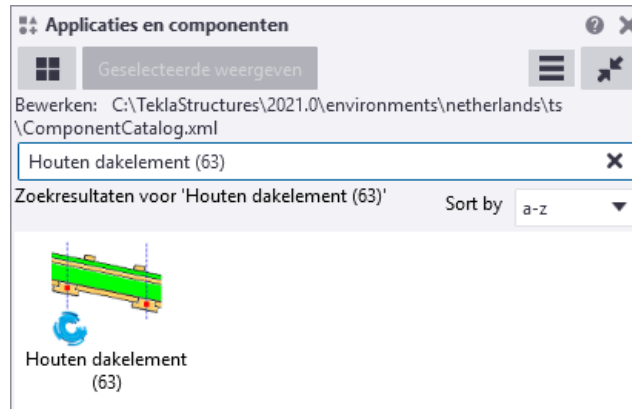 Applicaties en componenten
Geselecteerde weergeven
Bewerken: C:\TeklaStructures\2021.0\environments\netherlands\ts
\ComponentCatalog.xml
Houten dakelement (63)
Zoekresultaten voor 'Houten dakelement (63)'
Sort by a-z
Houten dakelement
(63)